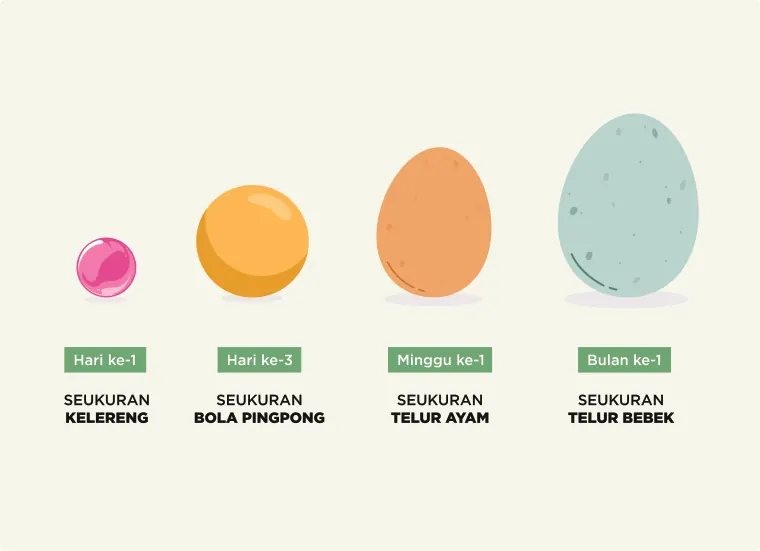 Hari ke-1
SEUKURAN
KELERENG
Hari ke-3
SEUKURAN
BOLA PINGPONG
Minggu ke-1
SEUKURAN
TELUR AYAM
Bulan ke-1
SEUKURAN
TELUR BEBEK